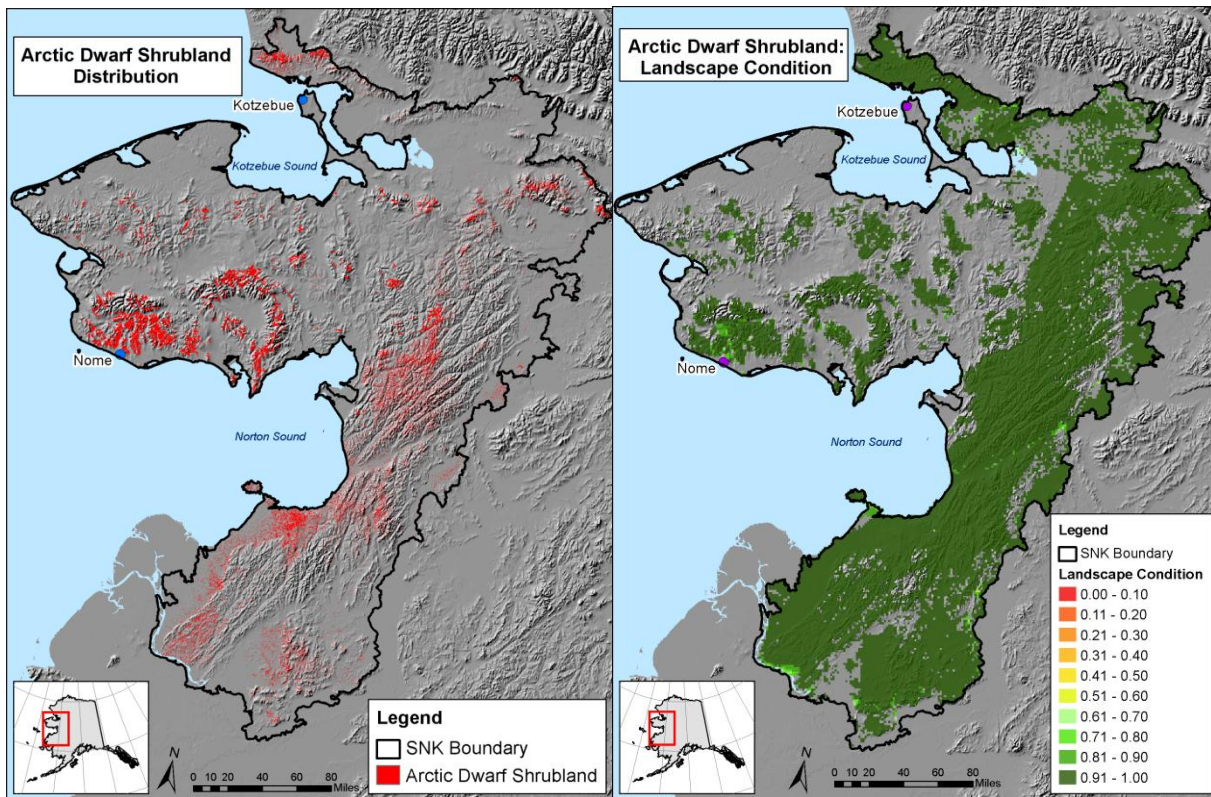 Arctic Dwarf Shrubland
Distribution
Kotzebue
Kotzebue Sound
Nome
Norton Sound
N
0 10 20 40 60 80
Miles
Legend
SNK Boundary
Arctic Dwarf Shrubland
Arctic Dwarf Shrubland:
Landscape Condition
Kotzebue
Kotzebue Sound
Nome
Norton Sound
N
0 10 20 40 60 80
Miles
Legend
SNK Boundary
Landscape Condition
0.00 - 0.10
0.11 - 0.20
0.21 - 0.30
0.31 - 0.40
0.41 - 0.50
0.51 - 0.60
0.61 - 0.70
0.71 - 0.80
0.81 - 0.90
0.91 - 1.00